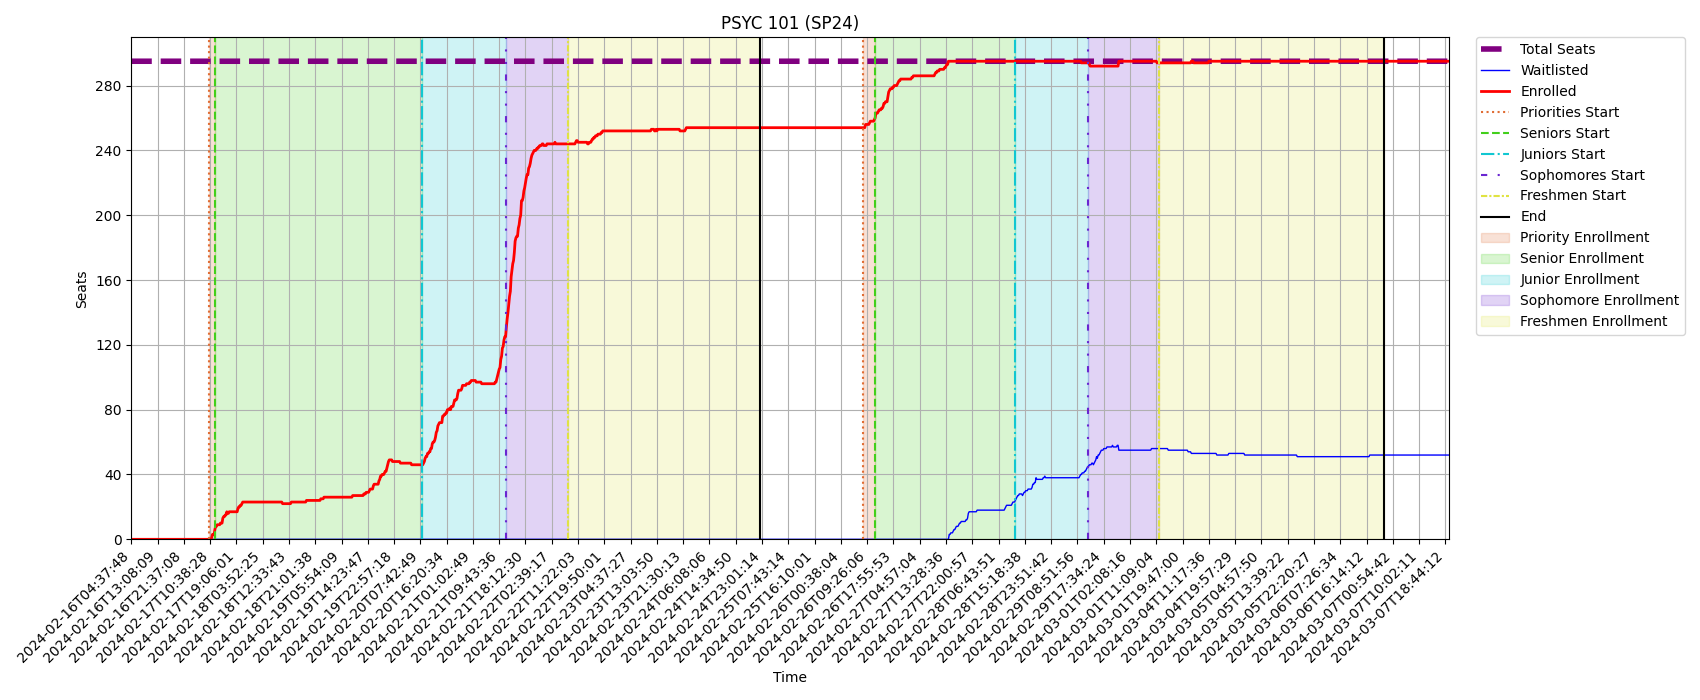 PSYC 101 (SP24)
Seats
280
240
200
160
120
80
40
0
2024-02-16T04:37:48
2024-02-16T13:08:09
2024-02-16T21:37:08
2024-02-17T10:38:28
2024-02-17T19:06:01
2024-02-18T03:52:23
2024-02-18T12:33:43
2024-02-18T21:01:38
2024-02-19T05:54:09
2024-02-19T14:23:47
2024-02-19T22:57:18
2024-02-20T07:42:49
2024-02-20T16:20:34
2024-02-21T01:02:49
2024-02-21T09:43:36
2024-02-21T18:12:30
2024-02-22T02:39:17
2024-02-22T11:22:03
2024-02-22T19:50:01
2024-02-23T04:37:27
2024-02-23T13:03:50
2024-02-23T21:30:13
2024-02-24T06:08:06
2024-02-24T14:34:50
2024-02-24T23:01:14
2024-02-25T07:43:14
2024-02-25T16:10:01
2024-02-26T00:38:04
2024-02-26T09:26:06
2024-02-26T17:55:53
2024-02-27T04:57:04
2024-02-27T13:28:36
2024-02-27T22:00:57
2024-02-28T06:43:51
2024-02-28T15:18:38
2024-02-28T23:51:42
2024-02-29T08:51:56
2024-02-29T17:34:24
2024-03-01T02:08:16
2024-03-01T11:09:04
2024-03-01T19:47:00
2024-03-04T11:17:36
2024-03-04T19:57:29
2024-03-05T04:57:50
2024-03-05T13:39:22
2024-03-05T22:20:27
2024-03-06T07:26:34
2024-03-06T16:14:12
2024-03-07T00:54:42
2024-03-07T10:02:11
2024-03-07T18:44:12
Time
Total Seats
Waitlisted
Enrolled
Priorities Start
Seniors Start
Juniors Start
Sophomores Start
Freshmen Start
End
Priority Enrollment
Senior Enrollment
Junior Enrollment
Sophomore Enrollment
Freshmen Enrollment